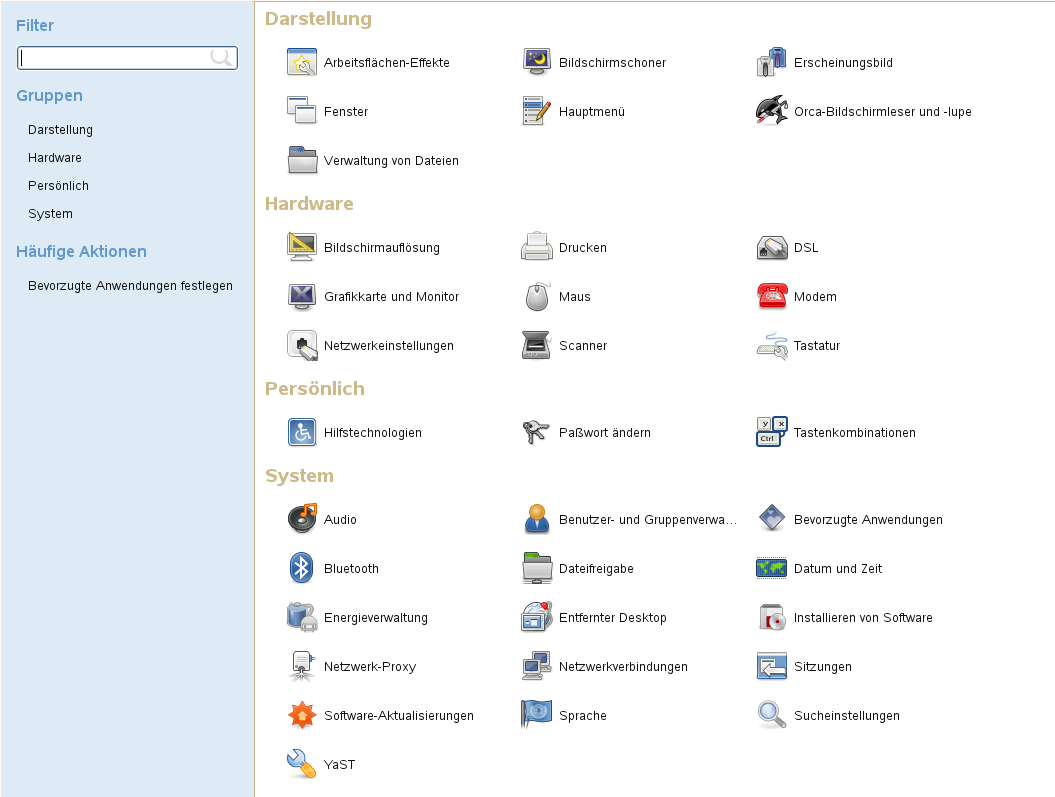 Filter
Gruppen
Darstellung
Hardware
Persönlich
System
Häufige Aktionen
Bevorzugte Anwendungen festlegen
Darstellung
Arbeitsflächen-Effekte
Bildschirmschoner
Erscheinungsbild
Fenster
Hauptmenü
Orca-Bildschirmleser und -lupe
Verwaltung von Dateien
Hardware
Bildschirmauflösung
Drucken
DSL
Grafikkarte und Monitor
Maus
Modem
Netzwerkeinstellungen
Scanner
Tastatur
Persönlich
Hilfstechnologien
Paßwort ändern
Y X
Ctrl
Tastenkombinationen
System
Audio
Benutzer- und Gruppenverwa...
Bevorzugte Anwendungen
Bluetooth
Dateifreigabe
Datum und Zeit
Energieverwaltung
Entfernter Desktop
Installieren von Software
Netzwerk-Proxy
Netzwerkverbindungen
Sitzungen
Software-Aktualisierungen
Sprache
Sucheinstellungen
YaST